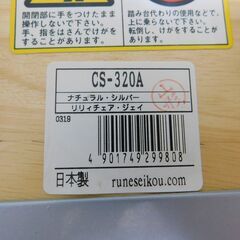 開閉部に手をつけたまま
操作しないで下さい。
手、指をはさんでけがを
する恐れがあります。
踏み台代わりの使用など
で、上に乗らないで下さい。
転倒し、けがをすること
があります。
CS-320A
ナチュラル・シルバー
リリィチェア・ジェイ
0319
4 901749 299808
日本製
runeseikou.com